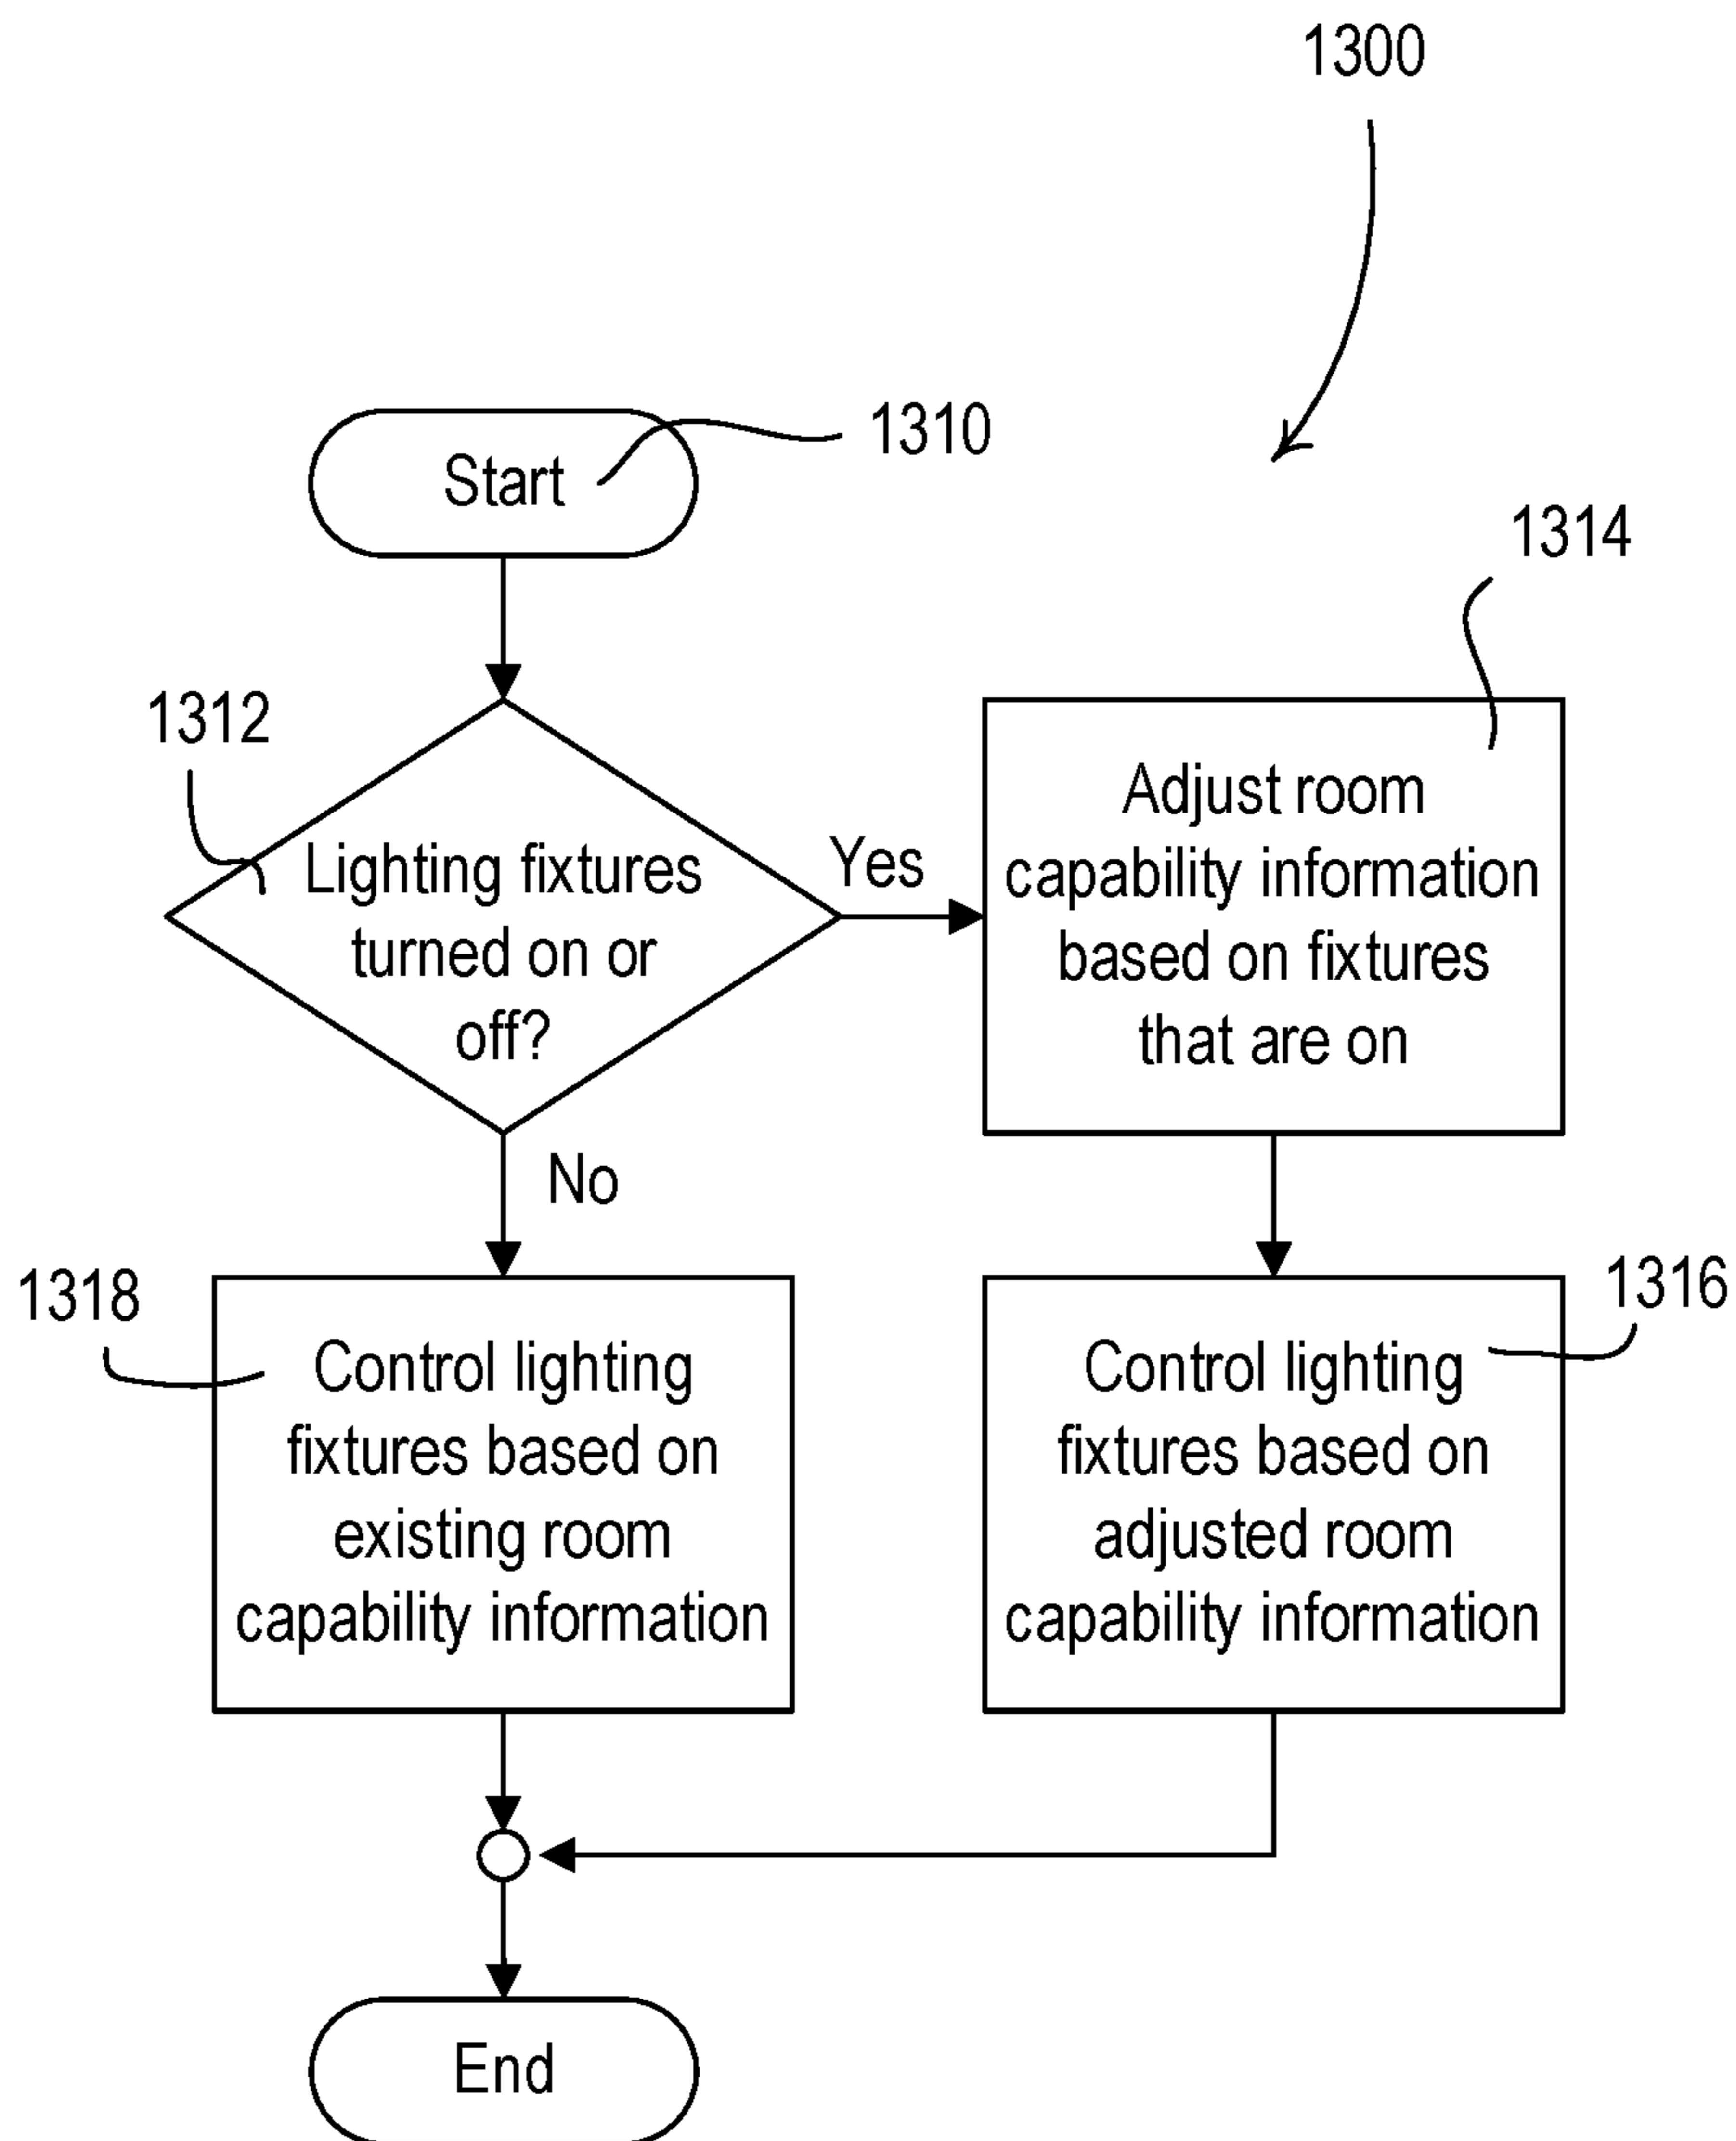 1300
Start
1310
1314
1312
Lighting fixtures
turned on or
off?
Yes
Adjust room
capability information
based on fixtures
that are on
No
1318
Control lighting
fixtures based on
existing room
capability information
1316
Control lighting
fixtures based on
adjusted room
capability information
End